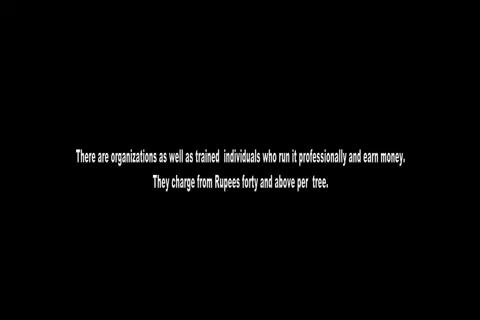 There are organizations as well as trained  individuals who run it professionally and earn money.
They charge from Rupees forty and above per  tree.